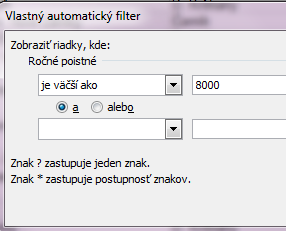 Vlastný automatický filter
Zobraziť riadky, kde:
Ročné poistné
je väčší ako 8000
a alebo
Znak ? zastupuje jeden znak.
Znak * zastupuje postupnosť znakov.